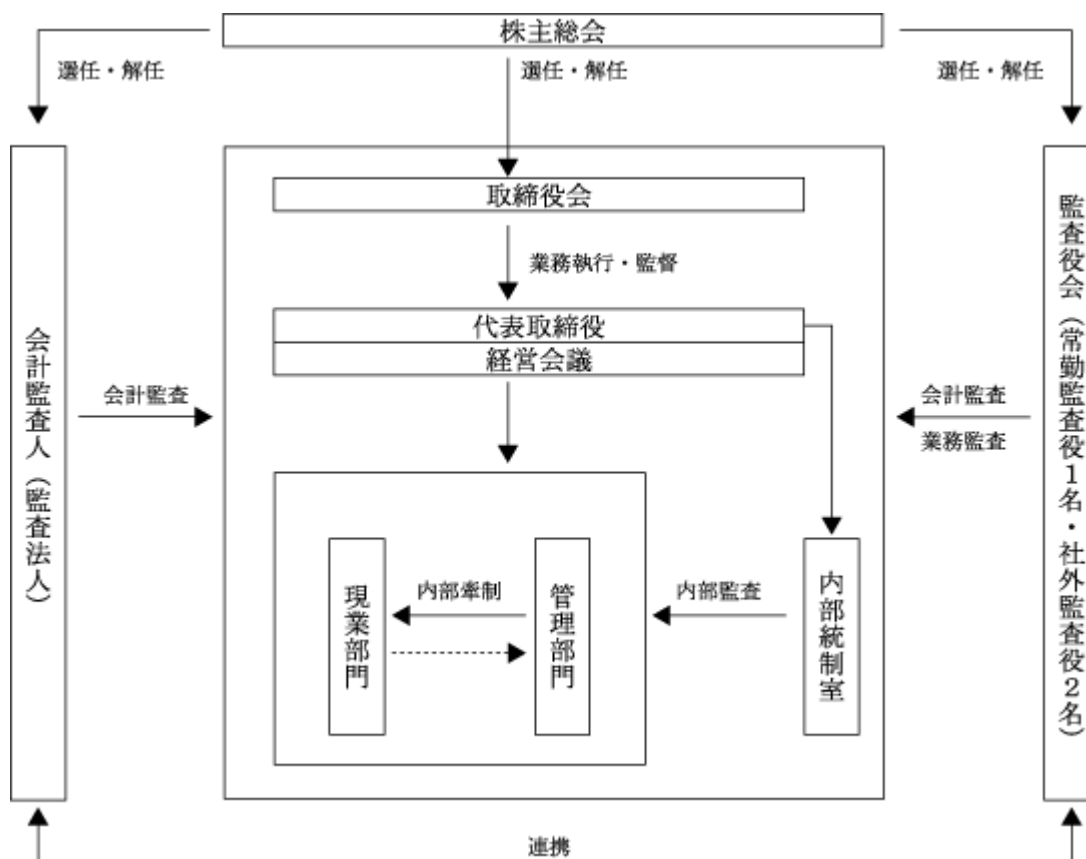 株主総会
選任・解任
選任・解任
選任・解任
取締役会
業務執行・監督
代表取締役
経営会議
会計監査人（監査法人）
会計監査
会計監査
業務監査
監査役会（常勤監査役1名・社外監査役2名）
現業部門
内部牽制
管理部門
内部監査
内部統制室
連携